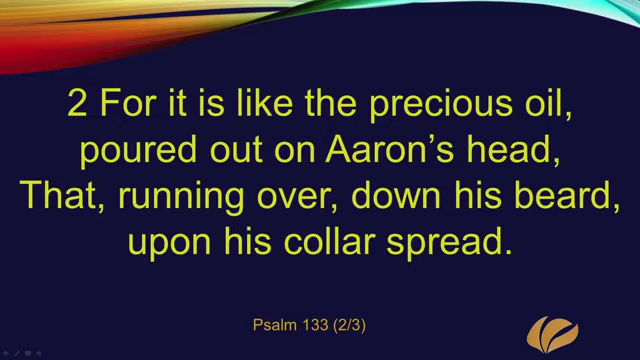 2 For it is like the precious oil,
poured out on Aaron’s head,
That, running over, down his beard,
upon his collar spread.
Psalm 133 (2/3)